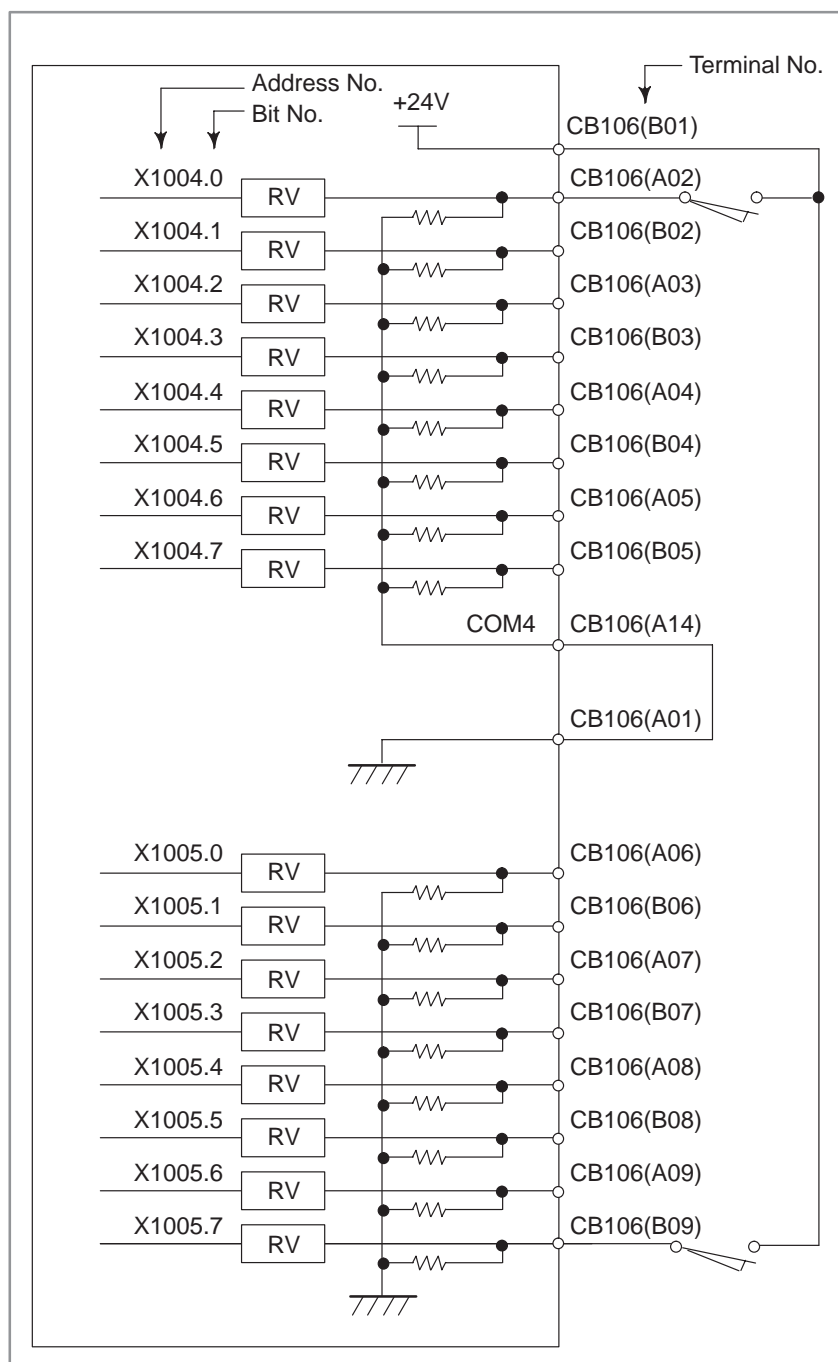 Address No.
Bit No.
+24V
Terminal No.
CB106(B01)
X1004.0 RV CB106(A02)
X1004.1 RV CB106(B02)
X1004.2 RV CB106(A03)
X1004.3 RV CB106(B03)
X1004.4 RV CB106(A04)
X1004.5 RV CB106(B04)
X1004.6 RV CB106(A05)
X1004.7 RV CB106(B05)
COM4 CB106(A14)
CB106(A01)
X1005.0 RV CB106(A06)
X1005.1 RV CB106(B06)
X1005.2 RV CB106(A07)
X1005.3 RV CB106(B07)
X1005.4 RV CB106(A08)
X1005.5 RV CB106(B08)
X1005.6 RV CB106(A09)
X1005.7 RV CB106(B09)